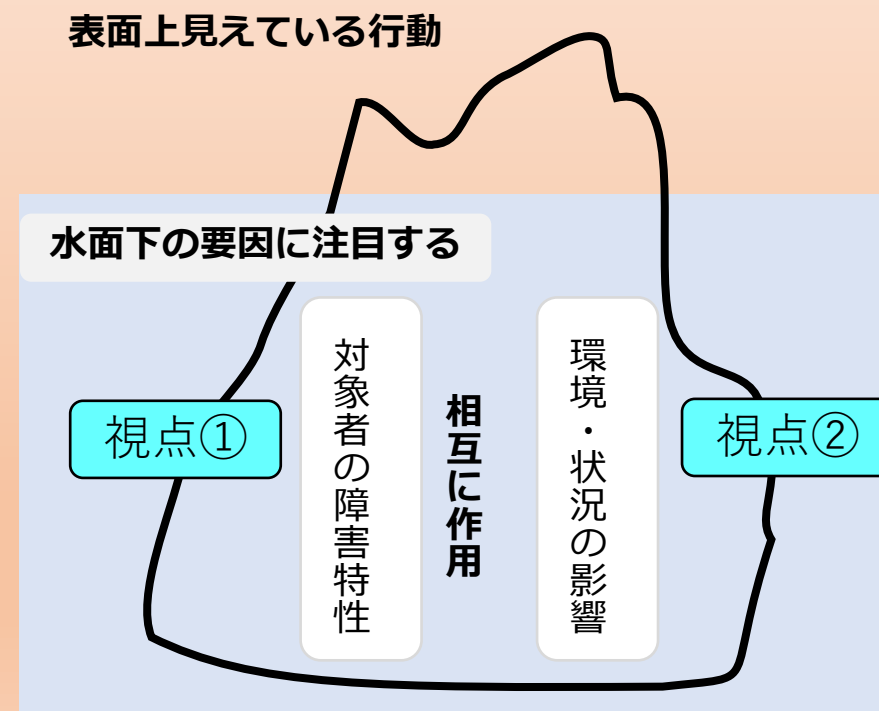 表面上見えている行動
水面下の要因に注目する
視点①
対象者の障害特性
相互に作用
環境・状況の影響
視点②